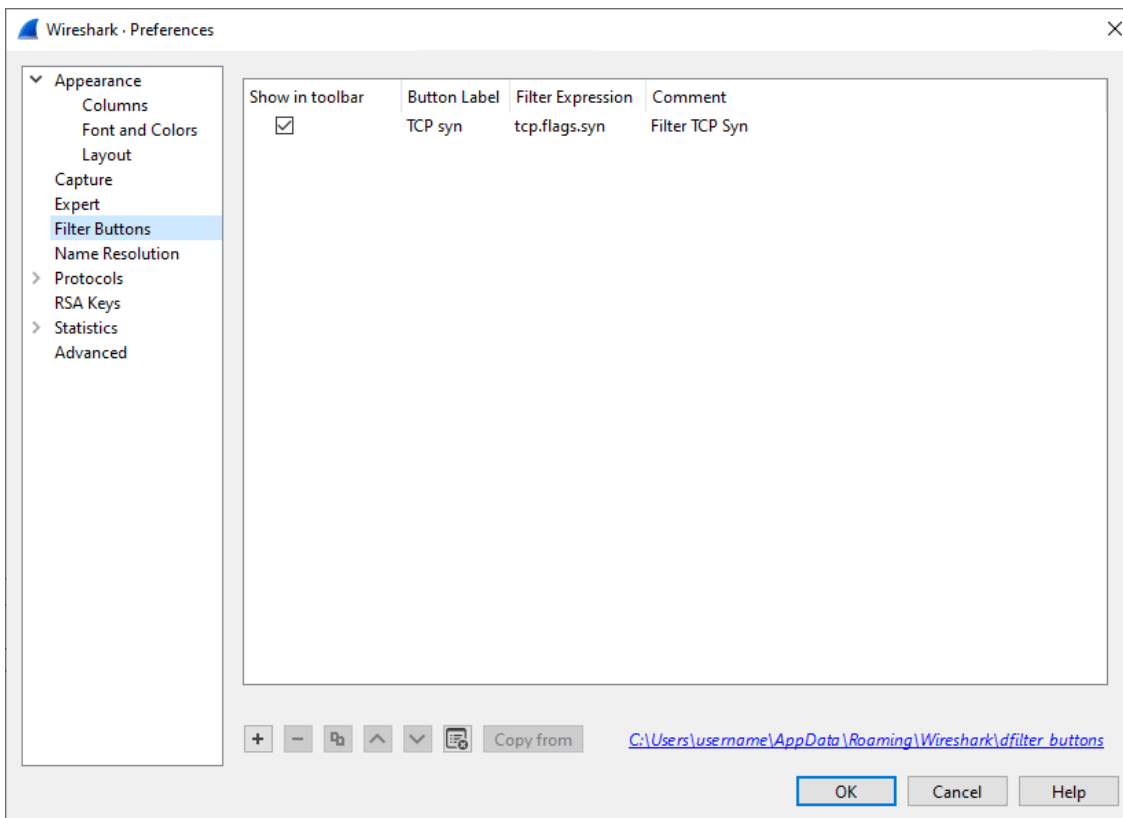 Wireshark · Preferences
Appearance
Columns
Font and Colors
Layout
Capture
Expert
Filter Buttons
Name Resolution
Protocols
RSA Keys
Statistics
Advanced
Show in toolbar Button Label Filter Expression Comment
TCP syn tcp.flags.syn Filter TCP Syn
Copy from C:\Users\username\AppData\Roaming\Wireshark\dfilter_buttons
OK Cancel Help